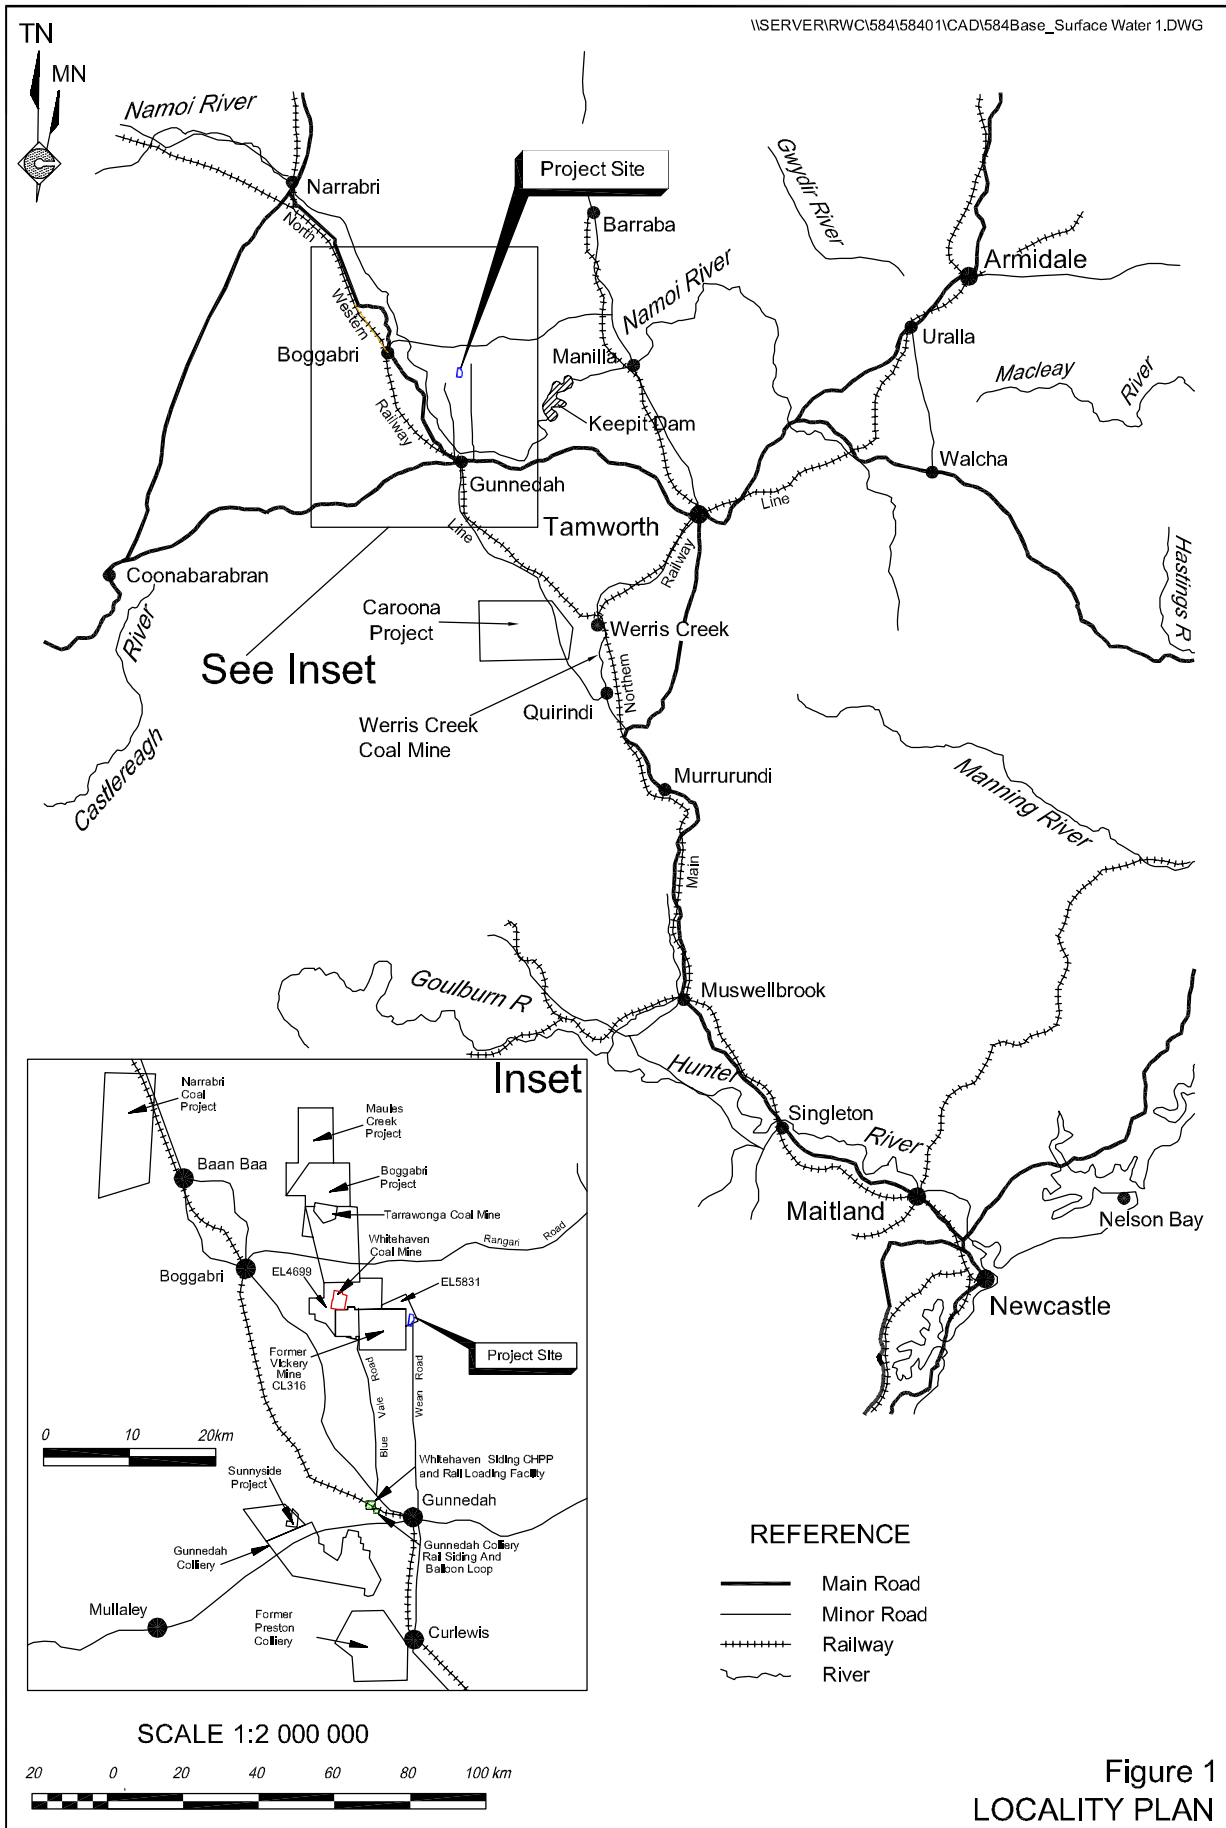 \\SERVER\RWC\584\58401\CAD\584Base_Surface Water 1.DWG
TN
MN
Namoi River
Narrabri
North
Western
Railway
Line
Project Site
Barraba
Namoi River
Gwydir River
Armidale
Uralla
Macleay
River
Boggabri
Manilla
Keepit Dam
Walcha
Gunnedah
Tamworth
Line
Railway
Hastings R
Coonabarabran
River
Castlereagh
Caroona
Project
Werris Creek
See Inset
Northern
Quirindi
Werris Creek
Coal Mine
Murrurundi
Manning River
Main
Goulburn R
Muswellbrook
Hunter
River
Singleton
Maitland
Nelson Bay
Newcastle
Inset
Narrabri
Coal
Project
Maules
Creek
Project
Baan Baa
Boggabri
Project
Tarrawonga Coal Mine
Whitehaven
Coal Mine
Rangari
Road
Boggabri
EL4699
EL5831
Former
Vickery
Mine
CL316
Project Site
Blue Vale Road
Wean Road
0 10 20km
Sunnyside
Project
Whitehaven Siding CHPP
and Rail Loading Facility
Gunnedah
Gunnedah
Colliery
Gunnedah Colliery
Rail Siding And
Balloon Loop
Mullaley
Former
Preston
Colliery
Curlewis
REFERENCE
Main Road
Minor Road
Railway
River
SCALE 1:2 000 000
20 0 20 40 60 80 100 km
Figure 1
LOCALITY PLAN